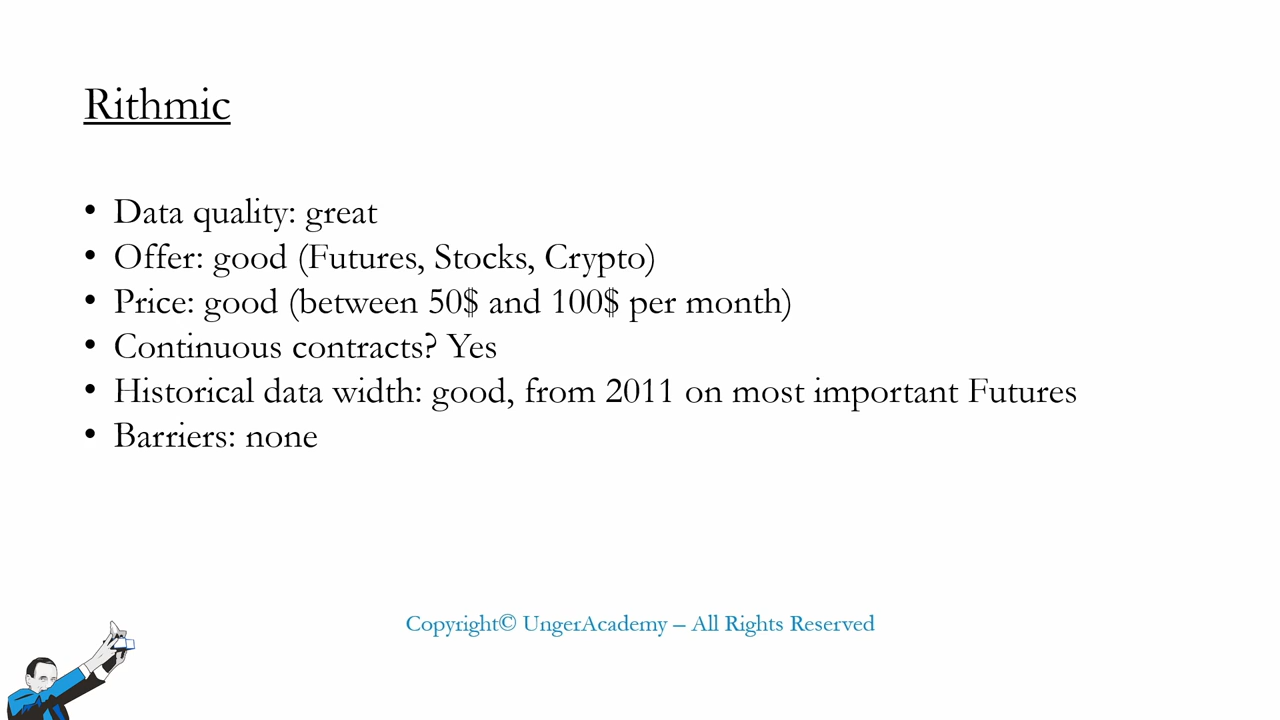 Rithmic
• Data quality: great
• Offer: good (Futures, Stocks, Crypto)
• Price: good (between 50$ and 100$ per month)
• Continuous contracts? Yes
• Historical data width: good, from 2011 on most important Futures
• Barriers: none
Copyright© UngerAcademy – All Rights Reserved